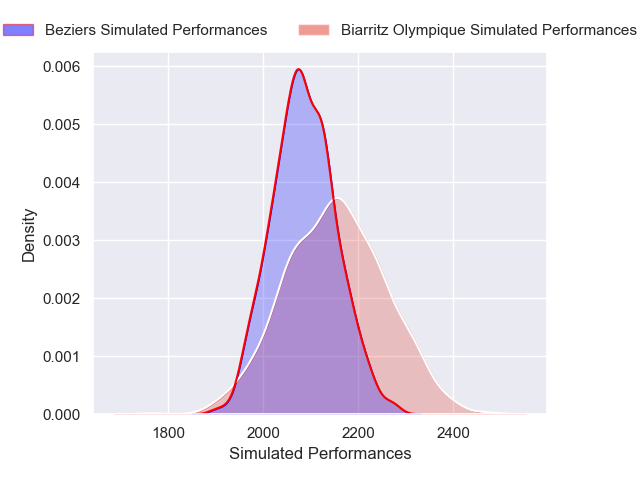 Beziers Simulated Performances Biarritz Olympique Simulated Performances
0.006
0.005
0.004
0.003
0.002
0.001
0.000
Density
1800 2000 2200 2400
Simulated Performances